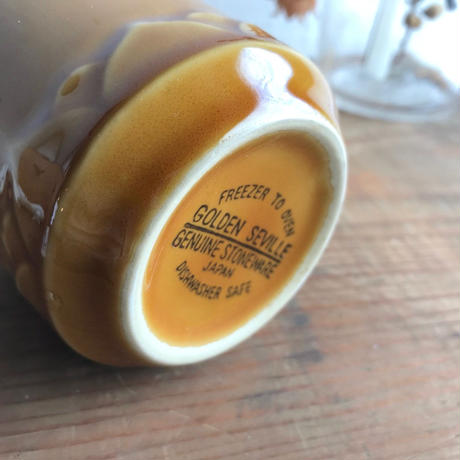 FREEZER TO OVEN
GOLDEN SEVILLE
GENUINE STONEWARE
JAPAN
DISHWASHER SAFE